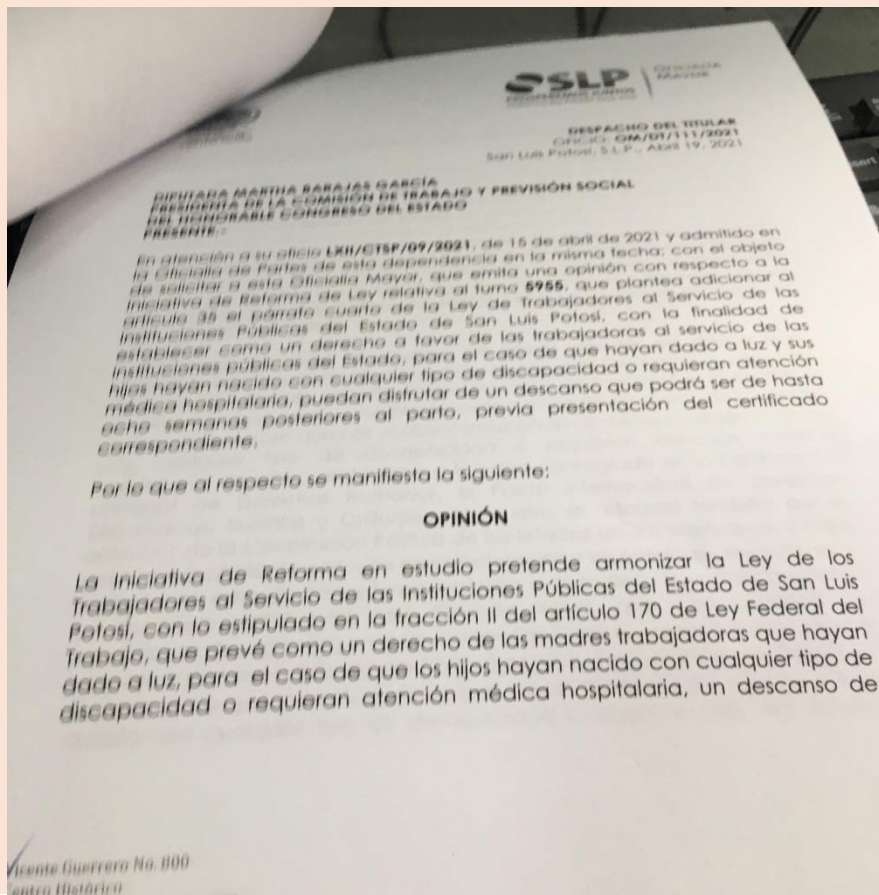 SLP
PROSPEREMOS JUNTOS
OFICIALÍA
MAYOR
DESPACHO DEL TITULAR
OFICIO: OM/DT/111/2021
San Luis Potosí, S.L.P., Abril 19, 2021
DIPUTADA MARTHA BARAJAS GARCÍA
PRESIDENTA DE LA COMISIÓN DE TRABAJO Y PREVISIÓN SOCIAL
DEL HONORABLE CONGRESO DEL ESTADO
PRESENTE.:
En atención a su oficio LXII/CTSP/09/2021, de 15 de abril de 2021 y admitido en
la Oficialía de Partes de esta dependencia en la misma fecha; con el objeto
de solicitar a esta Oficialía Mayor, que emita una opinión con respecto a la
Iniciativa de Reforma de Ley relativa al turno 5955, que plantea adicionar al
artículo 35 el párrafo cuarto de la Ley de Trabajadores al Servicio de las
Instituciones Públicas del Estado de San Luis Potosí, con la finalidad de
establecer como un derecho a favor de las trabajadoras al servicio de las
instituciones públicas del Estado, para el caso de que hayan dado a luz y sus
hijos hayan nacido con cualquier tipo de discapacidad o requieran atención
médica hospitalaria, puedan disfrutar de un descanso que podrá ser de hasta
ocho semanas posteriores al parto, previa presentación del certificado
correspondiente.
Por lo que al respecto se manifiesta la siguiente:
OPINIÓN
La Iniciativa de Reforma en estudio pretende armonizar la Ley de los
Trabajadores al Servicio de las Instituciones Públicas del Estado de San Luis
Potosí, con lo estipulado en la fracción II del artículo 170 de Ley Federal del
Trabajo, que prevé como un derecho de las madres trabajadoras que hayan
dado a luz, para el caso de que los hijos hayan nacido con cualquier tipo de
discapacidad o requieran atención médica hospitalaria, un descanso de
Vicente Guerrero No. 800
Centro Histórico